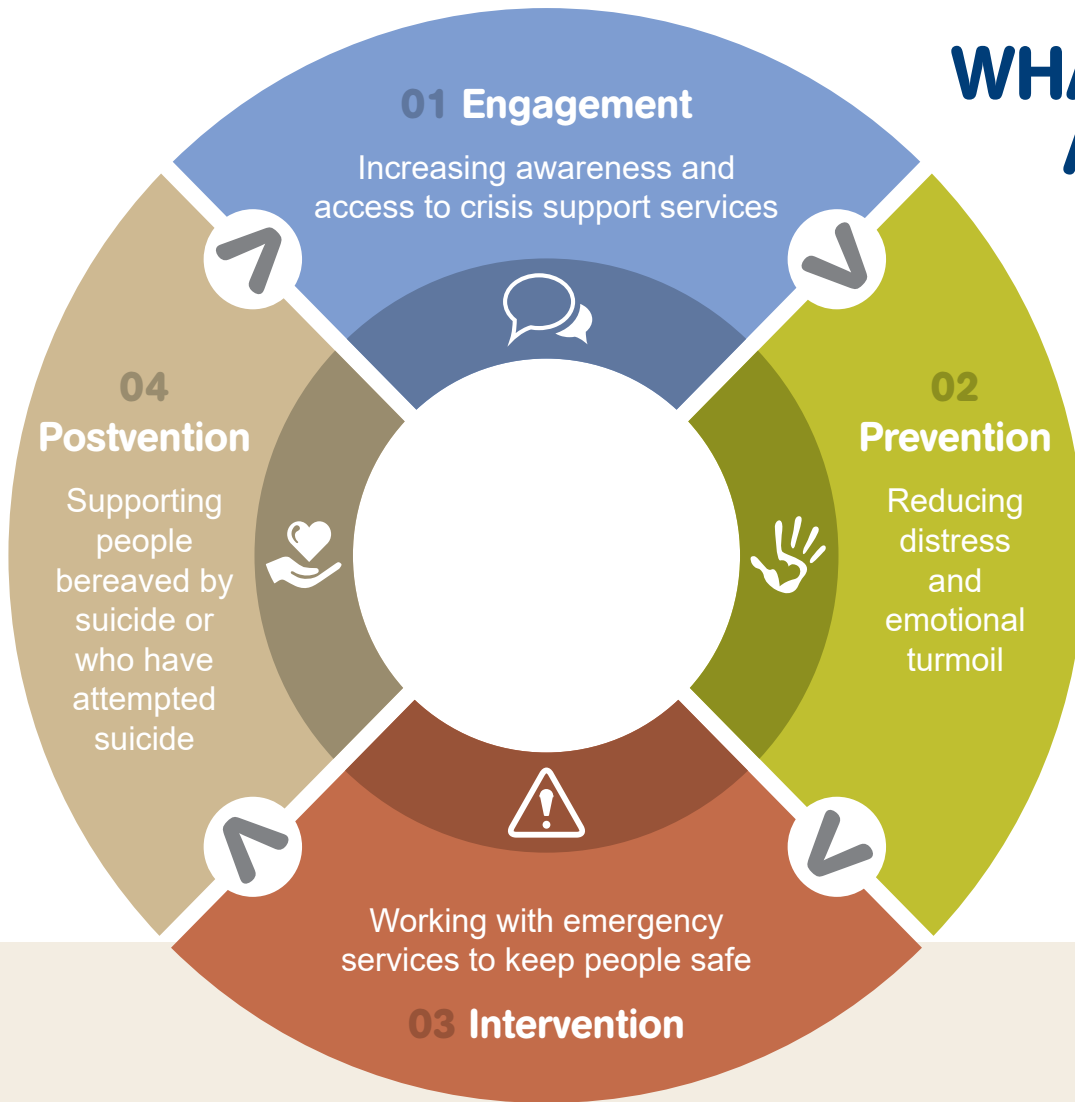 01 Engagement
Increasing awareness and
access to crisis support services
02
Prevention
Reducing
distress
and
emotional
turmoil
Working with emergency
services to keep people safe
03 Intervention
04
Postvention
Supporting
people
bereaved by
suicide or
who have
attempted
suicide